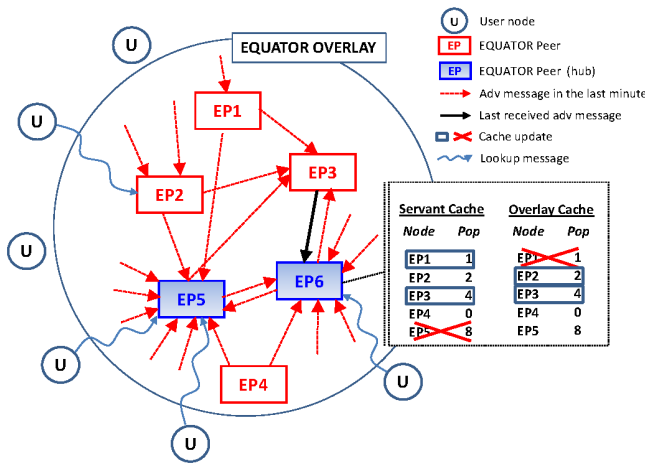 U
User node
U
EQUATOR OVERLAY
EP
EQUATOR Peer
EP
EQUATOR Peer (hub)
Adv message in the last minute
EP1
Last received adv message
U
Cache update
Lookup message
EP3
EP2
Servant Cache Overlay Cache
Node Pop Node Pop
U
EP1 1 EP1 1
EP6
EP2 2 EP2 2
EP5
EP3 4 EP3 4
EP4 0 EP4 0
EP5 8 EP5 8
U
EP4
U
U